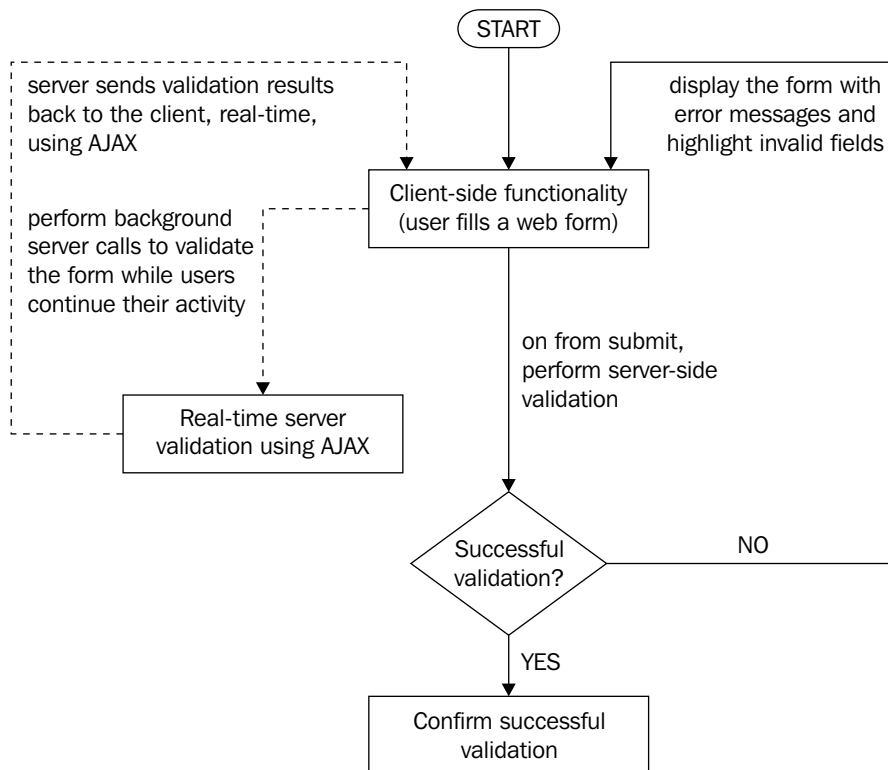 START
server sends validation results
back to the client, real-time,
using AJAX
display the form with
error messages and
highlight invalid fields
Client-side functionality
(user fills a web form)
perform background
server calls to validate
the form while users
continue their activity
on from submit,
perform server-side
validation
Real-time server
validation using AJAX
Successful
validation?
NO
YES
Confirm successful
validation